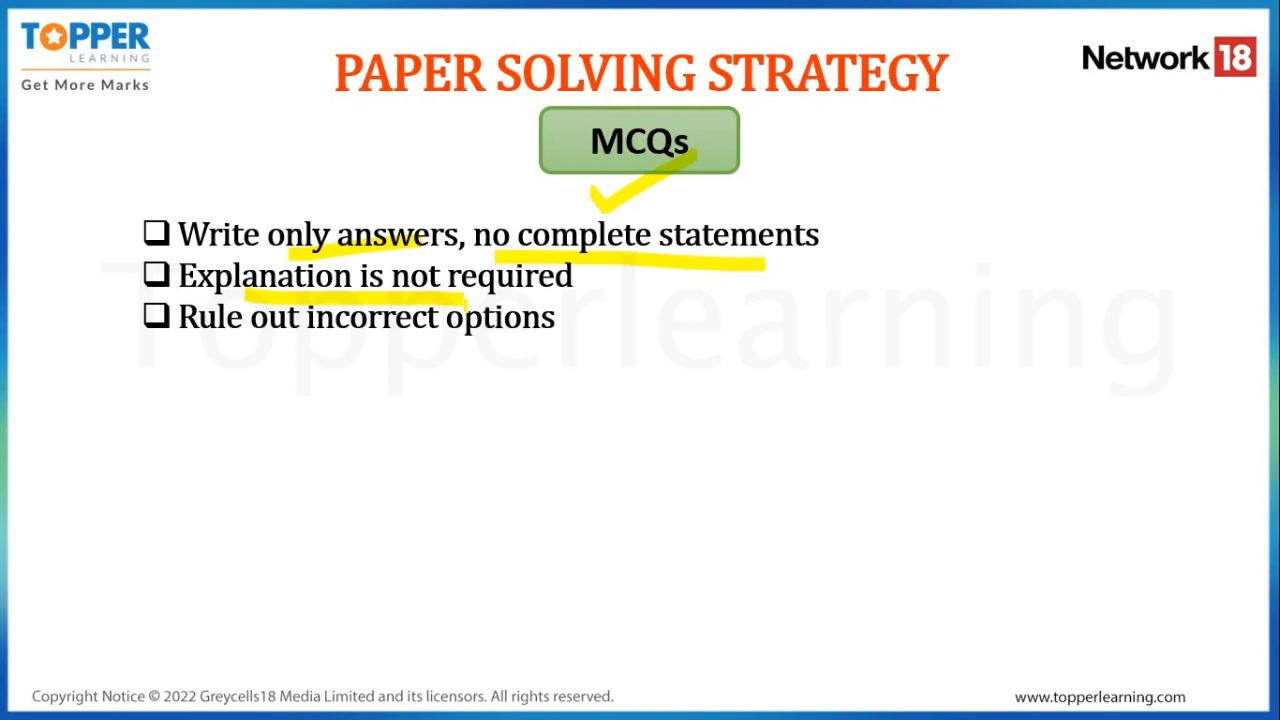 TOPPER
LEARNING
Get More Marks
PAPER SOLVING STRATEGY
Network 18
MCQs
❑ Write only answers, no complete statements
❑ Explanation is not required
❑ Rule out incorrect options
Topperlearning
Copyright Notice © 2022 Greycells18 Media Limited and its licensors. All rights reserved.
www.topperlearning.com